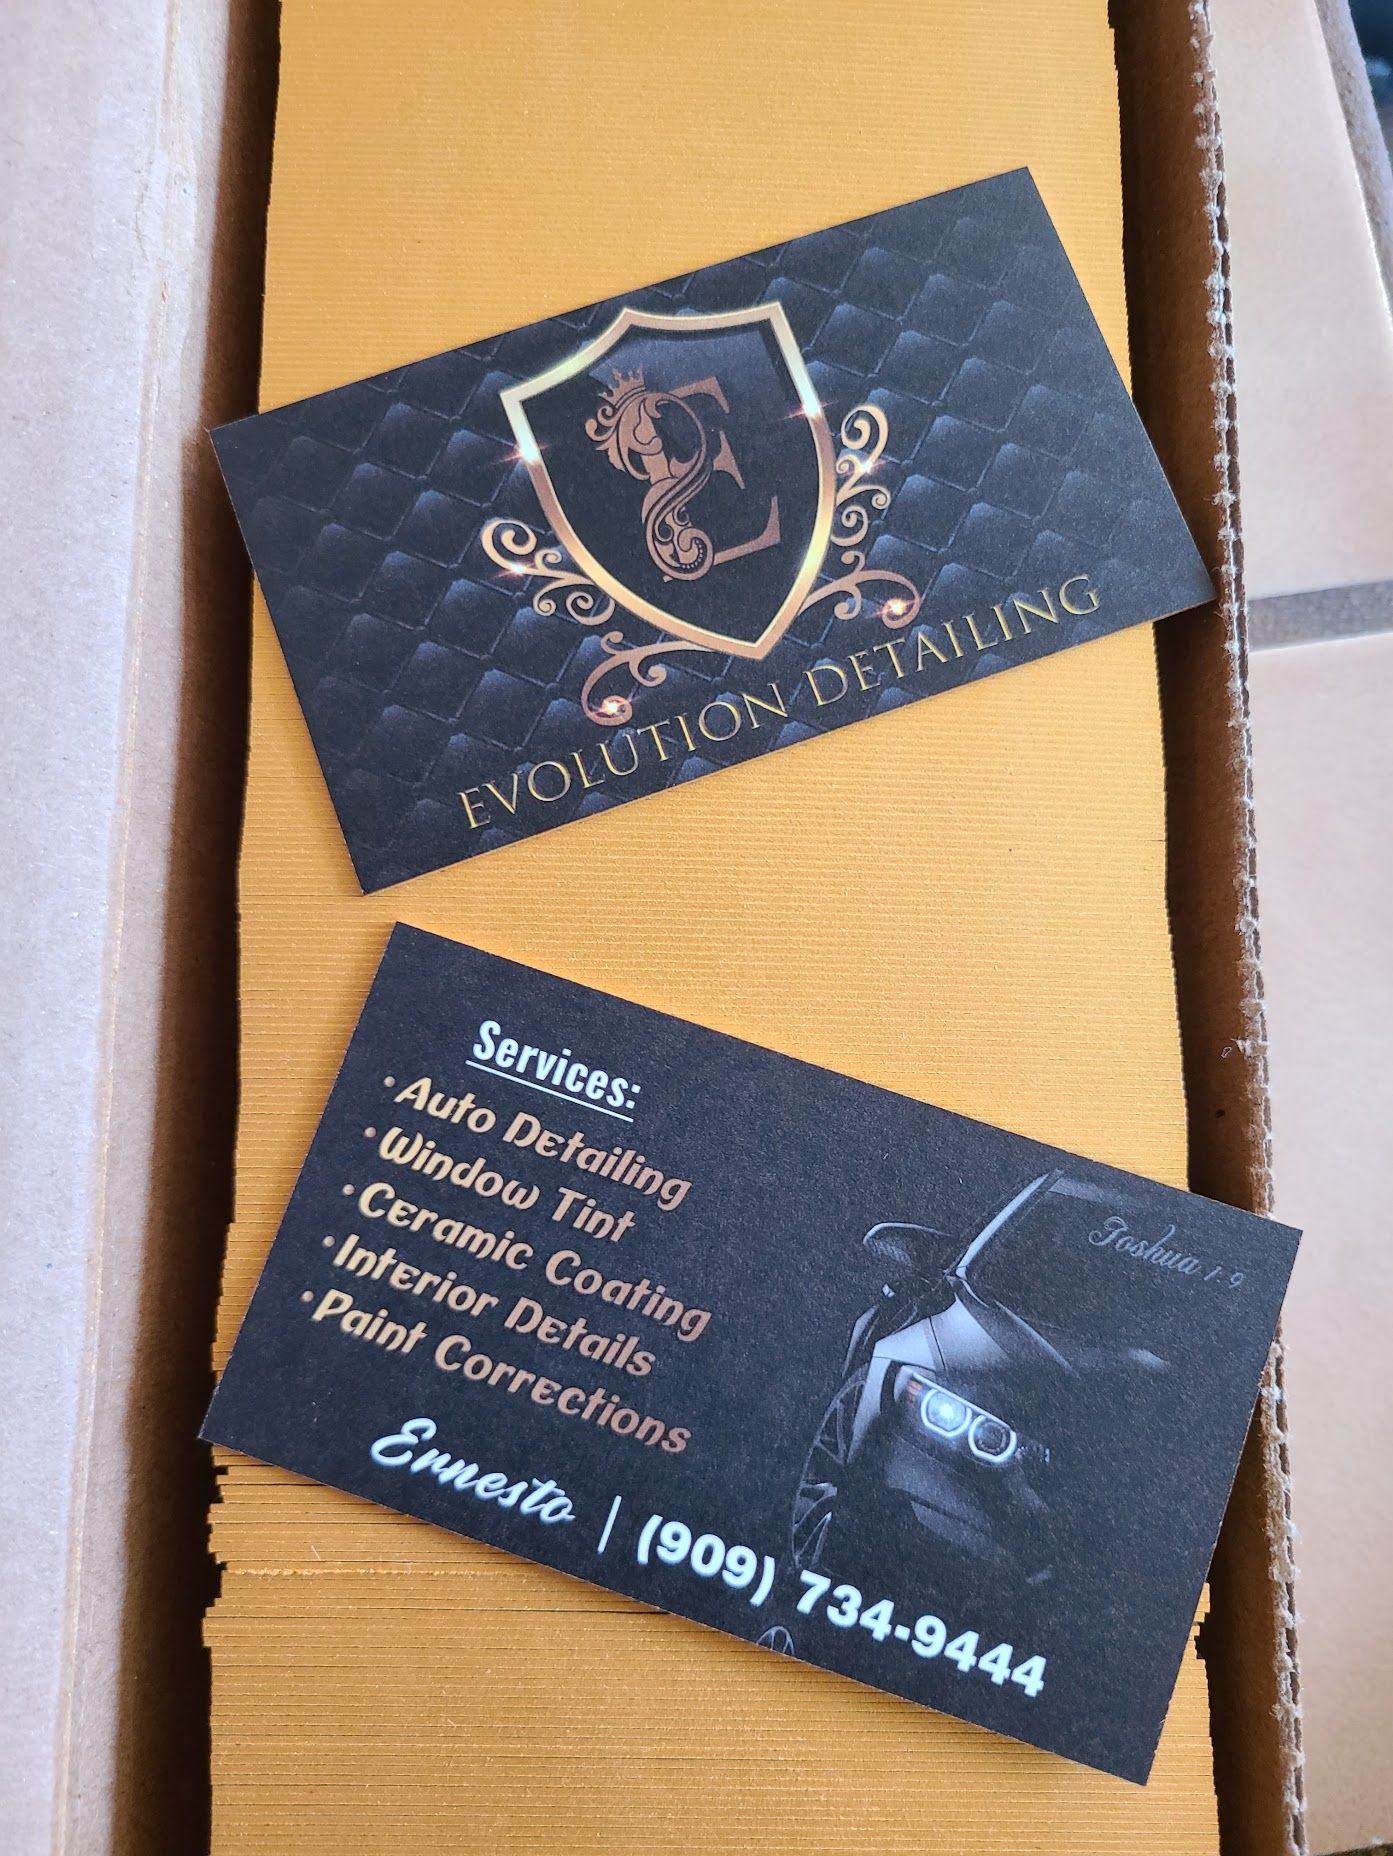 E
EVOLUTION DETAILING
Services:
• Auto Detailing
• Window Tint
• Ceramic Coating
• Interior Details
• Paint Corrections
Joshua 1:9
Ernesto | (909) 734-9444